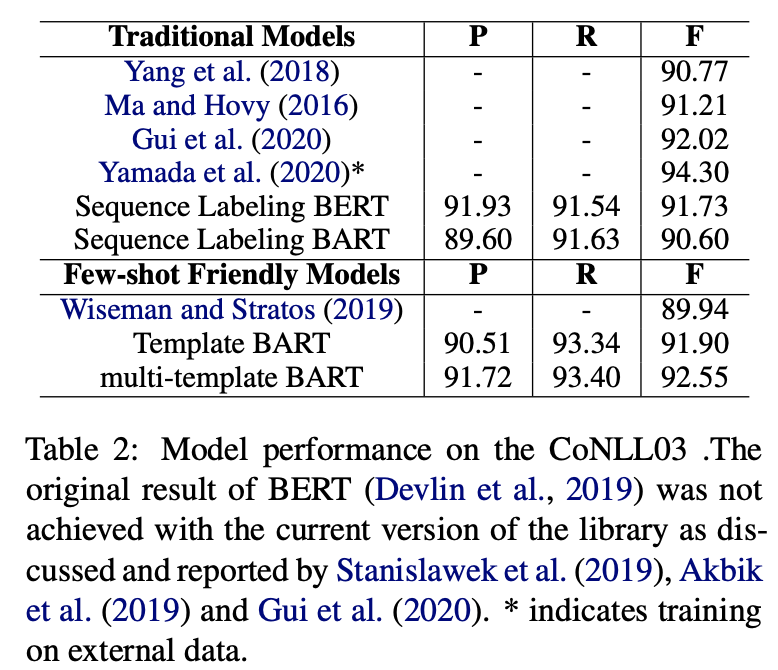 Traditional Models P R F
Yang et al. (2018) - - 90.77
Ma and Hovy (2016) - - 91.21
Gui et al. (2020) - - 92.02
Yamada et al. (2020)* - - 94.30
Sequence Labeling BERT 91.93 91.54 91.73
Sequence Labeling BART 89.60 91.63 90.60
Few-shot Friendly Models P R F
Wiseman and Stratos (2019) - - 89.94
Template BART 90.51 93.34 91.90
multi-template BART 91.72 93.40 92.55
Table 2: Model performance on the CoNLL03 .The
original result of BERT (Devlin et al., 2019) was not
achieved with the current version of the library as dis-
cussed and reported by Stanislawek et al. (2019), Akbik
et al. (2019) and Gui et al. (2020). * indicates training
on external data.